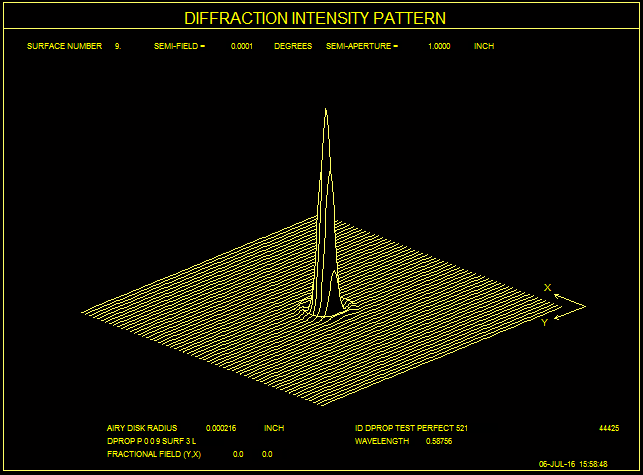 DIFFRACTION INTENSITY PATTERN
SURFACE NUMBER 9. SEMI-FIELD = 0.0001 DEGREES SEMI-APERTURE = 1.0000 INCH
X
Y
AIRY DISK RADIUS 0.000216 INCH ID DPROP TEST PERFECT 521 44425
DPROP P 0 0 9 SURF 3 L WAVELENGTH 0.58756
FRACTIONAL FIELD (Y,X) 0.0 0.0
06-JUL-16 15:58:48